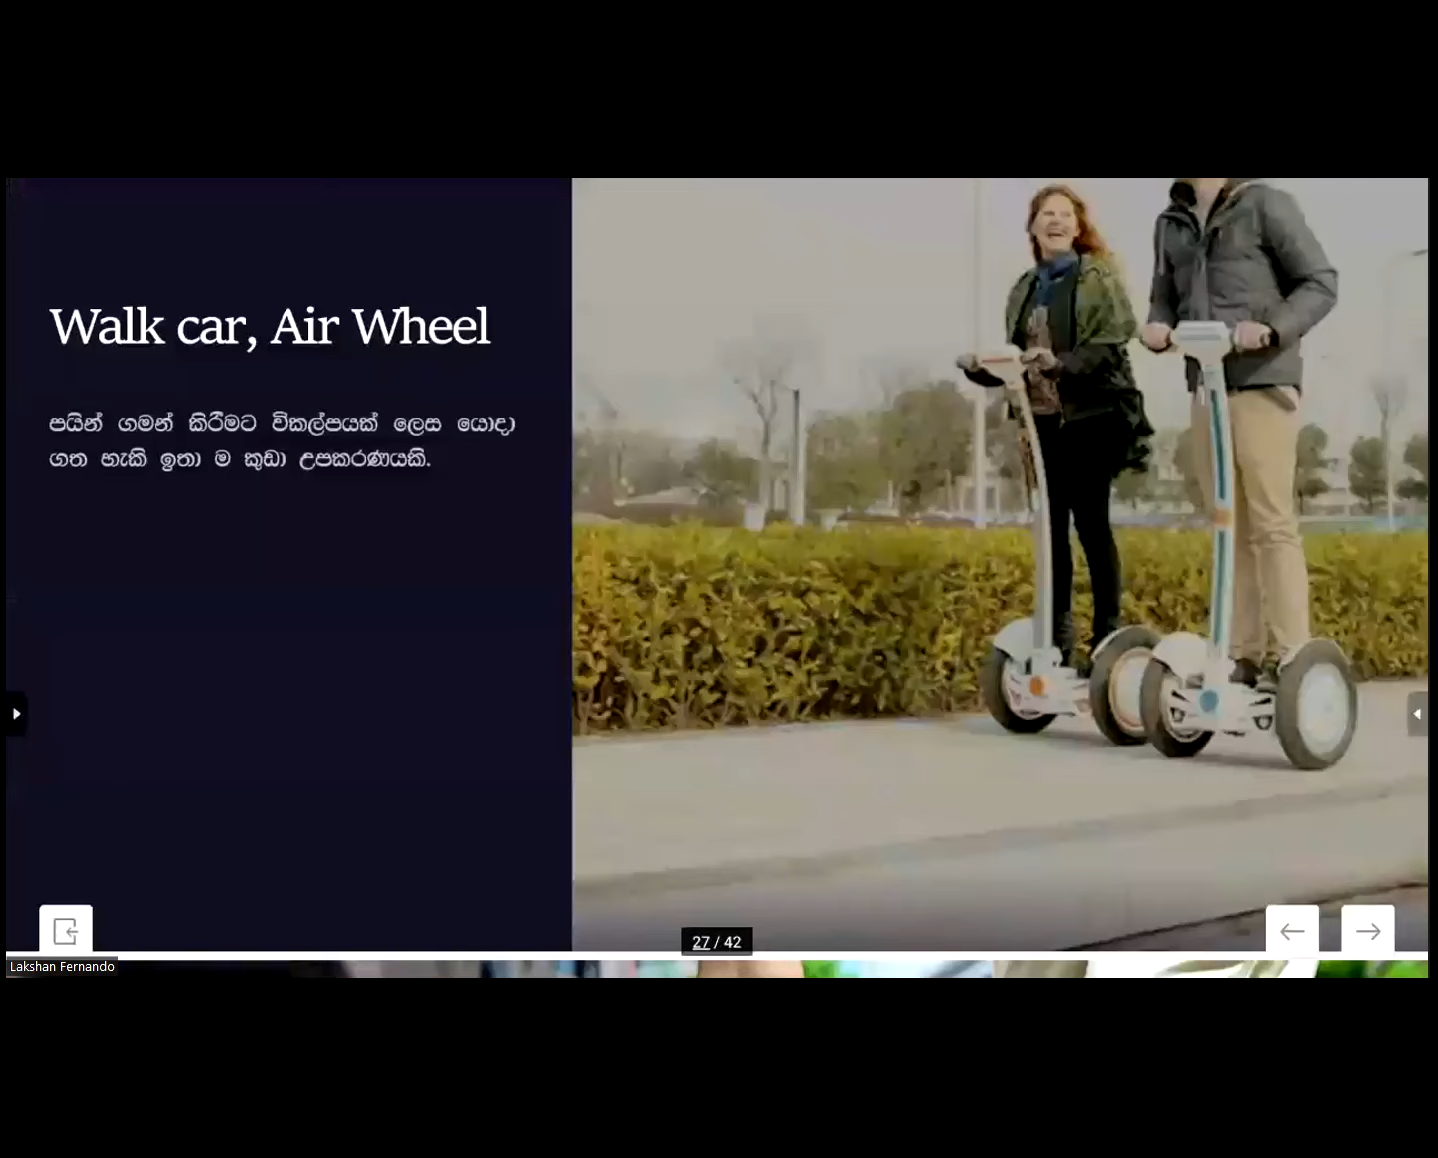 Walk car, Air Wheel
පයින් ගමන් කිරීමට විකල්පයක් ලෙස යොදා
ගත හැකි ඉතා ම කුඩා උපකරණයකි.
27 / 42
Lakshan Fernando